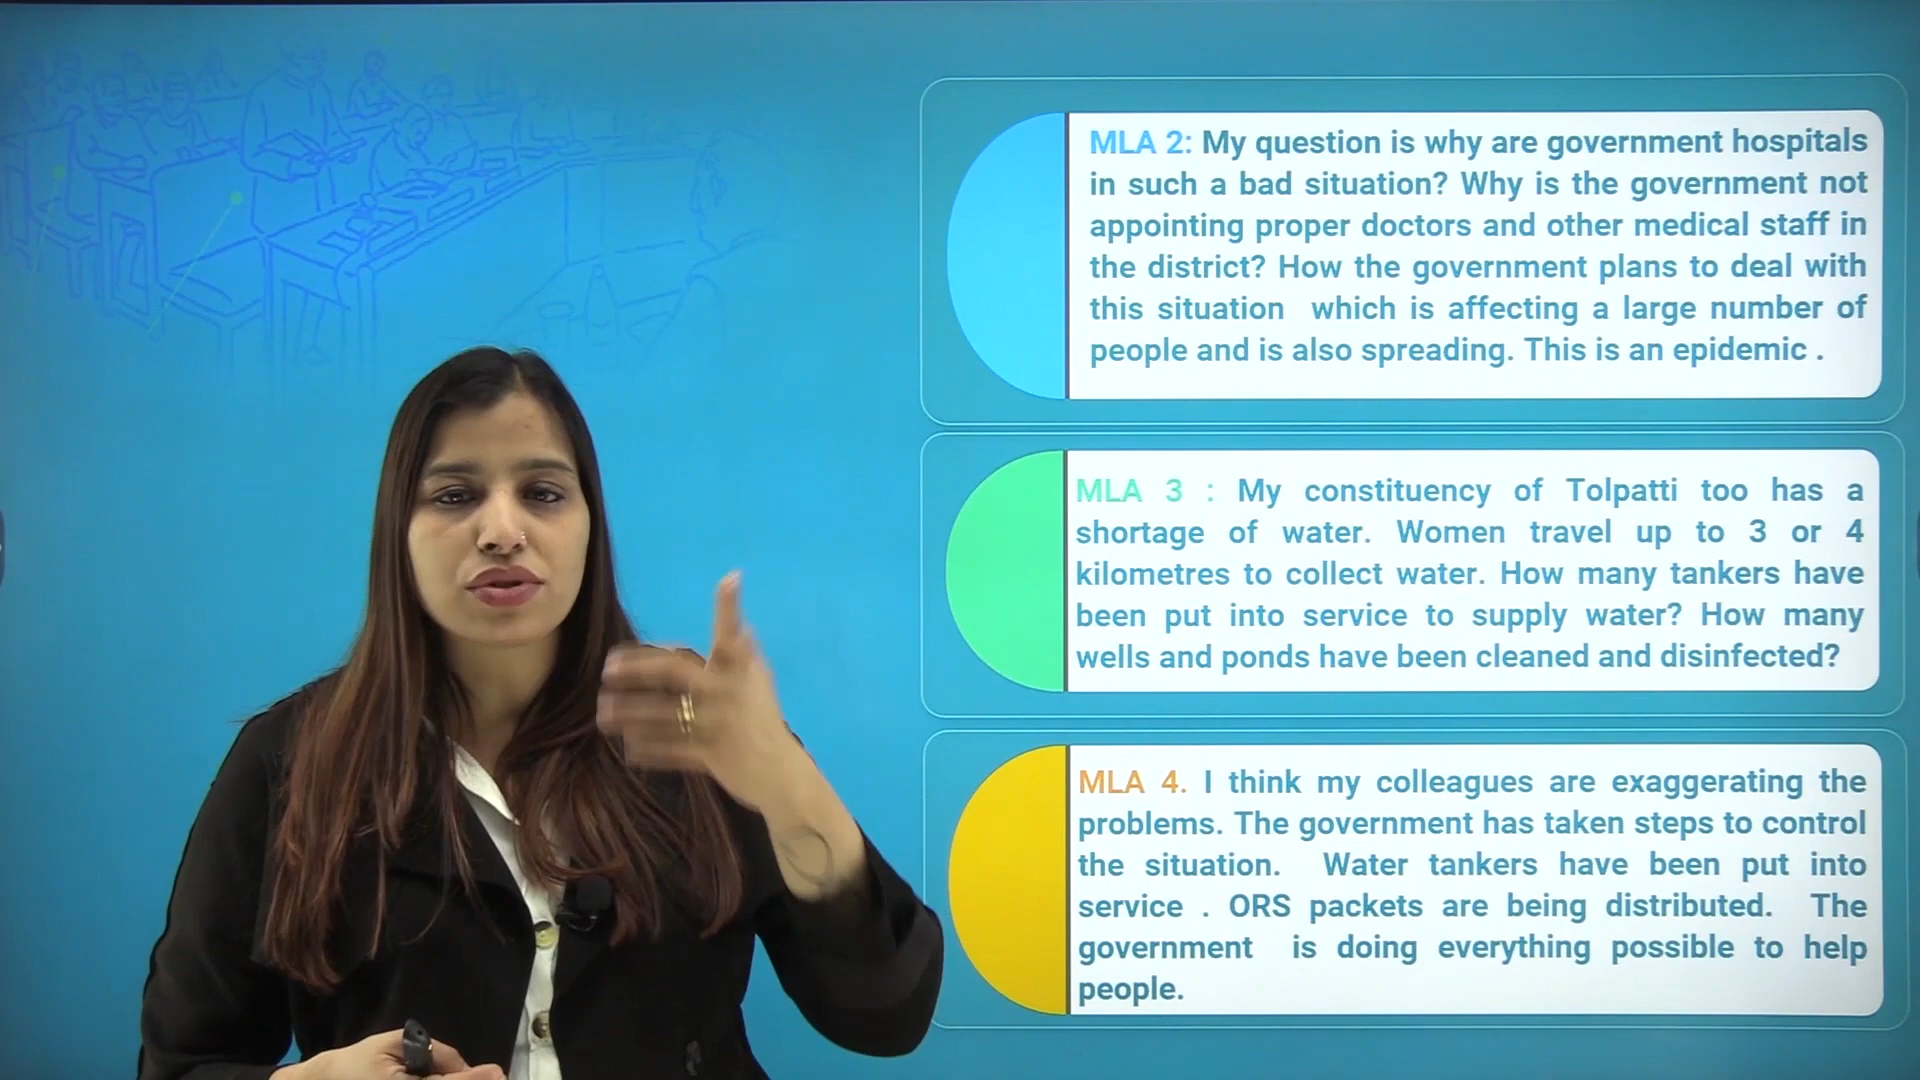 MLA 2: My question is why are government hospitals
in such a bad situation? Why is the government not
appointing proper doctors and other medical staff in
the district? How the government plans to deal with
this situation which is affecting a large number of
people and is also spreading. This is an epidemic .
MLA 3 : My constituency of Tolpatti too has a
shortage of water. Women travel up to 3 or 4
kilometres to collect water. How many tankers have
been put into service to supply water? How many
wells and ponds have been cleaned and disinfected?
MLA 4. I think my colleagues are exaggerating the
problems. The government has taken steps to control
the situation. Water tankers have been put into
service . ORS packets are being distributed. The
government is doing everything possible to help
people.